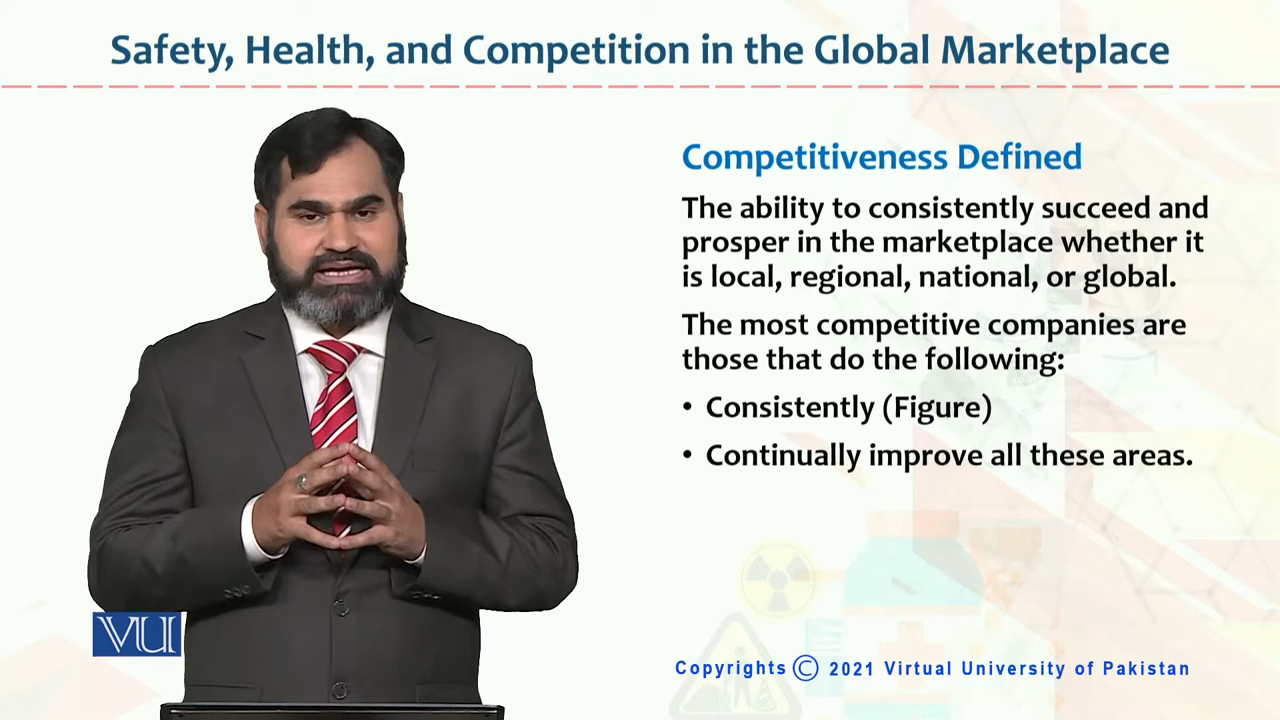 Safety, Health, and Competition in the Global Marketplace
Competitiveness Defined
The ability to consistently succeed and
prosper in the marketplace whether it
is local, regional, national, or global.
The most competitive companies are
those that do the following:
• Consistently (Figure)
• Continually improve all these areas.
VU
Copyrights © 2021 Virtual University of Pakistan